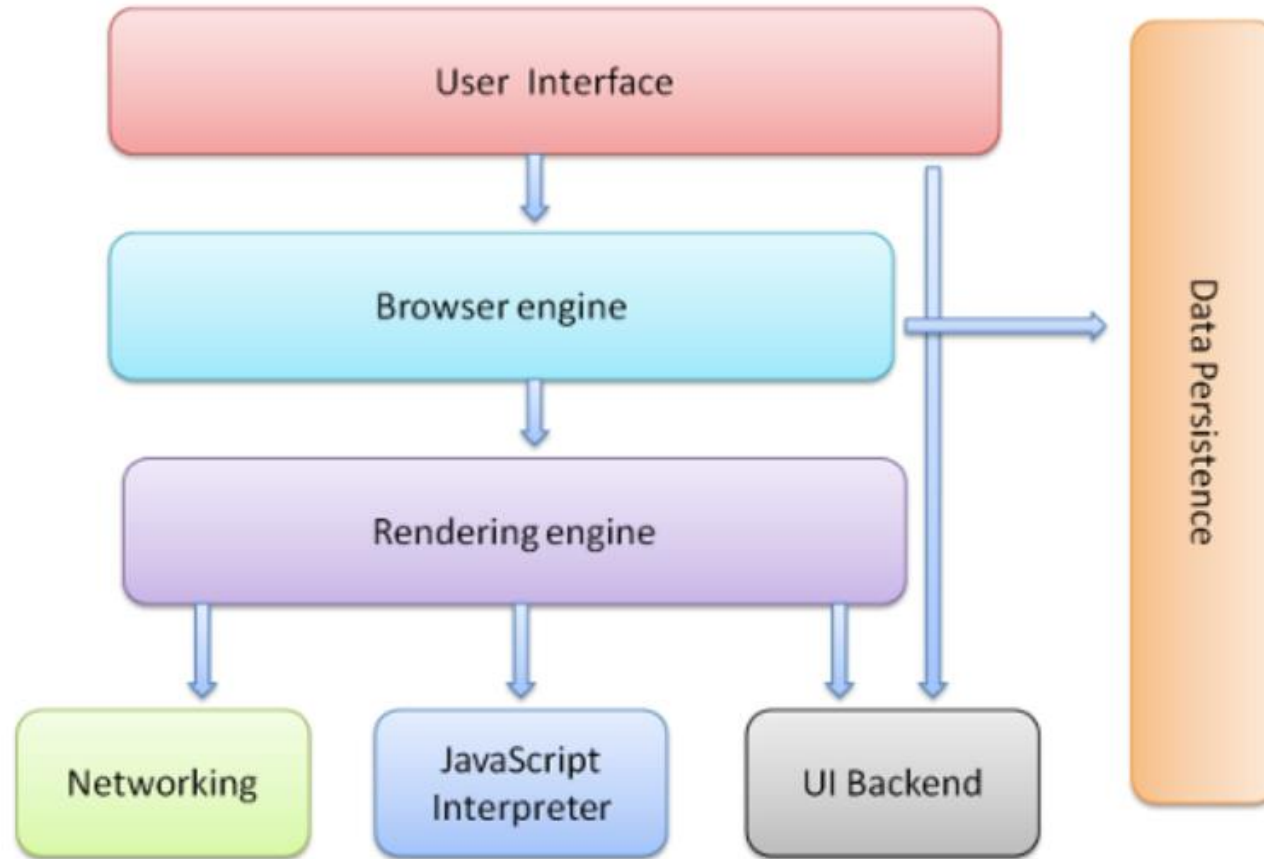 User Interface
Browser engine
Rendering engine
Networking
JavaScript
Interpreter
UI Backend
Data Persistence